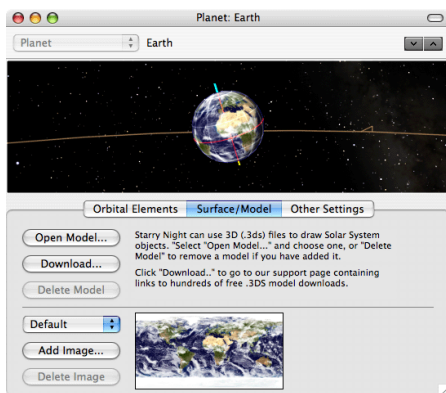 Planet: Earth
Planet Earth
Orbital Elements Surface/Model Other Settings
Open Model...
Download...
Delete Model
Starry Night can use 3D (.3ds) files to draw Solar System
objects. "Select "Open Model..." and choose one, or "Delete
Model" to remove a model if you have added it.
Click "Download.." to go to our support page containing
links to hundreds of free .3DS model downloads.
Default
Add Image...
Delete Image